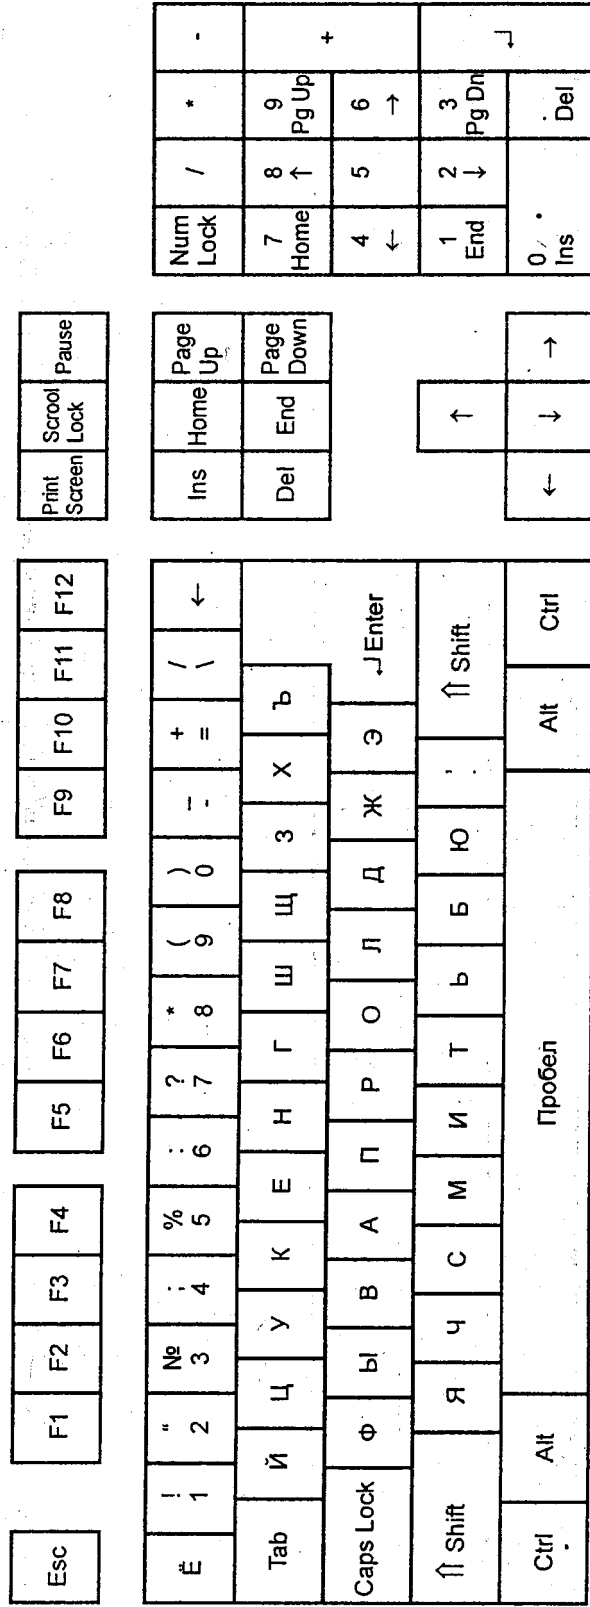 Esc F1 F2 F3 F4 F5 F6 F7 F8 F9 F10 F11 F12 Print Screen Scrool Lock Pause
Ё ! 1 " 2 № 3 ; 4 % 5 : 6 ? 7 * 8 ( 9 ) 0 _ - + = / \ ← Ins Home Page Up Num Lock / * -
Tab Й Ц У К Е Н Г Ш Щ З Х Ъ Del End Page Down 7 Home 8 ↑ 9 Pg Up +
Caps Lock Ф Ы В А П Р О Л Д Ж Э ↵Enter 4 ← 5 6 →
⇑ Shift Я Ч С М И Т Ь Б Ю , . ⇑ Shift ↑ 1 End 2 ↓ 3 Pg Dn ↵
Ctrl Alt Пробел Alt Ctrl ← ↓ → 0 Ins . Del